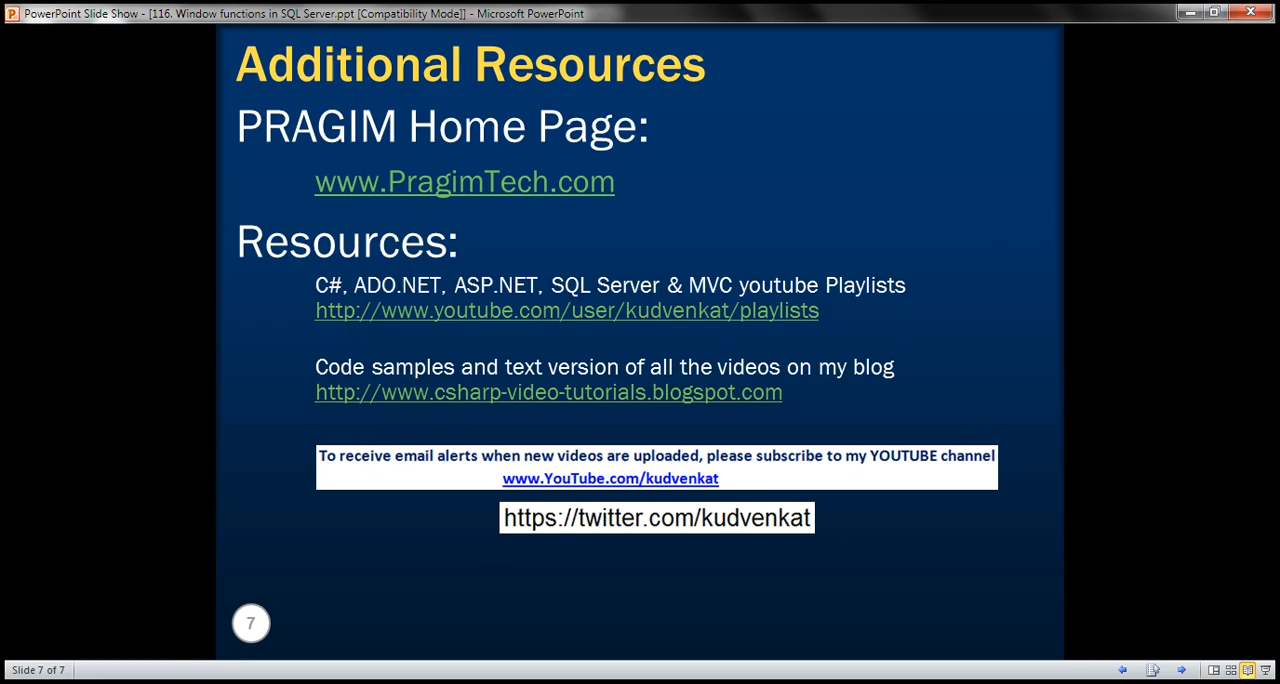 PowerPoint Slide Show - [116. Window functions in SQL Server.ppt [Compatibility Mode]] - Microsoft PowerPoint
Additional Resources
PRAGIM Home Page:
www.PragimTech.com
Resources:
C#, ADO.NET, ASP.NET, SQL Server & MVC youtube Playlists
http://www.youtube.com/user/kudvenkat/playlists
Code samples and text version of all the videos on my blog
http://www.csharp-video-tutorials.blogspot.com
To receive email alerts when new videos are uploaded, please subscribe to my YOUTUBE channel
www.YouTube.com/kudvenkat
https://twitter.com/kudvenkat
7
Slide 7 of 7